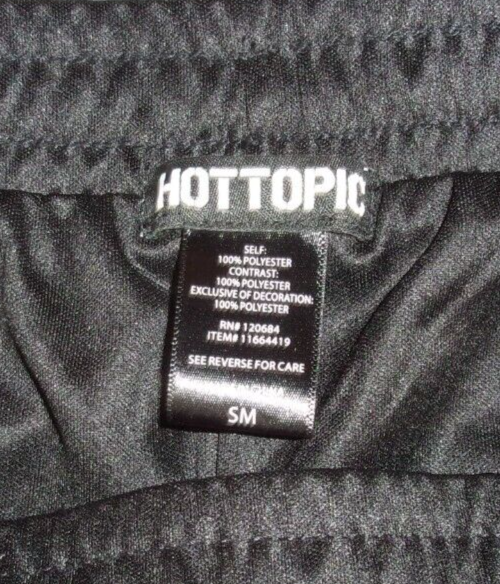 HOTTOPIC
SELF:
100% POLYESTER
CONTRAST:
100% POLYESTER
EXCLUSIVE OF DECORATION:
100% POLYESTER
RN# 120684
ITEM# 11664419
SEE REVERSE FOR CARE
SM